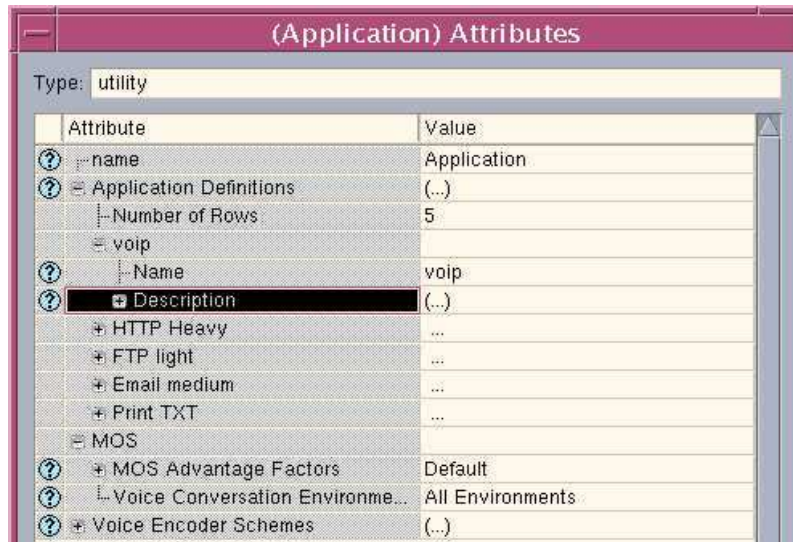 (Application) Attributes
Type: utility
Attribute Value
name Application
Application Definitions (...)
Number of Rows 5
voip
Name voip
Description (...)
HTTP Heavy ...
FTP light ...
Email medium ...
Print TXT ...
MOS
MOS Advantage Factors Default
Voice Conversation Environme... All Environments
Voice Encoder Schemes (...)